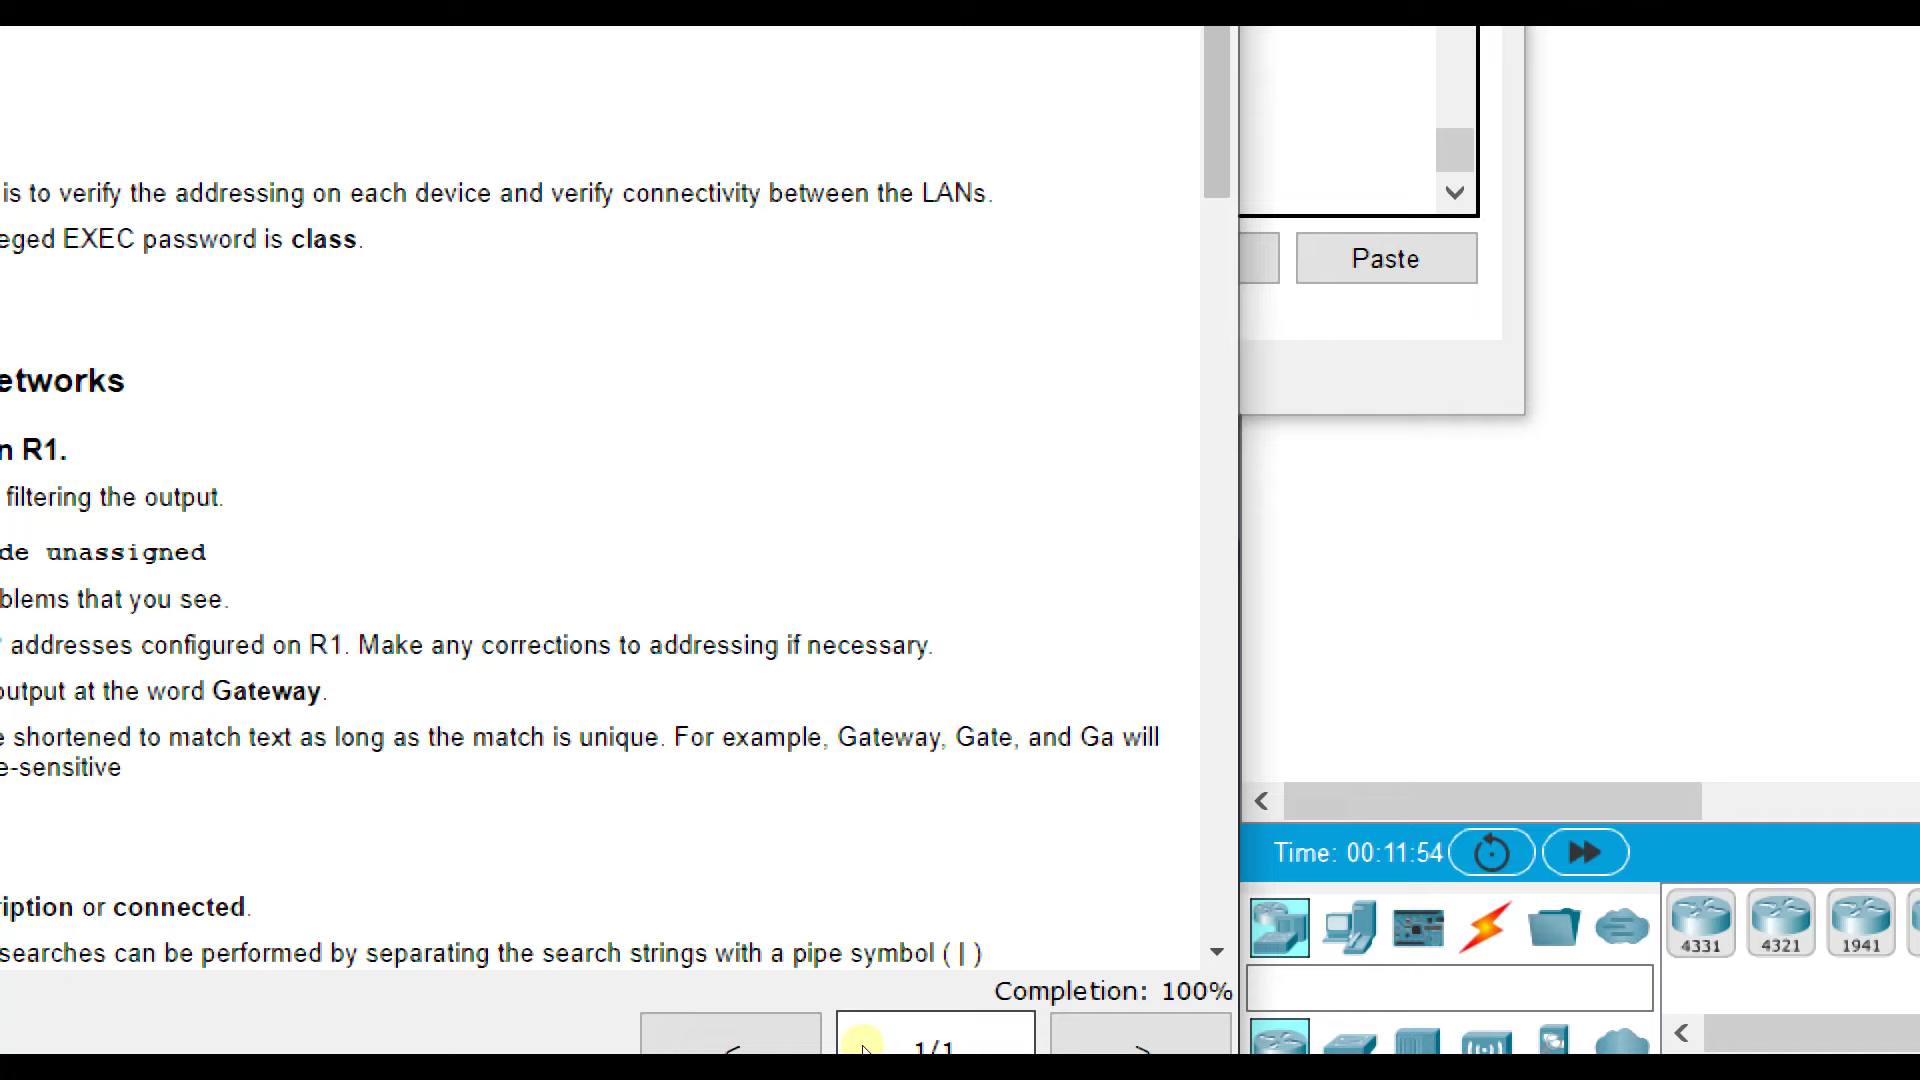 is to verify the addressing on each device and verify connectivity between the LANs.
eged EXEC password is class.
Paste
etworks
n R1.
filtering the output.
de unassigned
blems that you see.
addresses configured on R1. Make any corrections to addressing if necessary.
output at the word Gateway.
e shortened to match text as long as the match is unique. For example, Gateway, Gate, and Ga will
e-sensitive
ription or connected.
searches can be performed by separating the search strings with a pipe symbol ( | )
Time: 00:11:54
4331
4321
1941
Completion: 100%
<
1/1
>